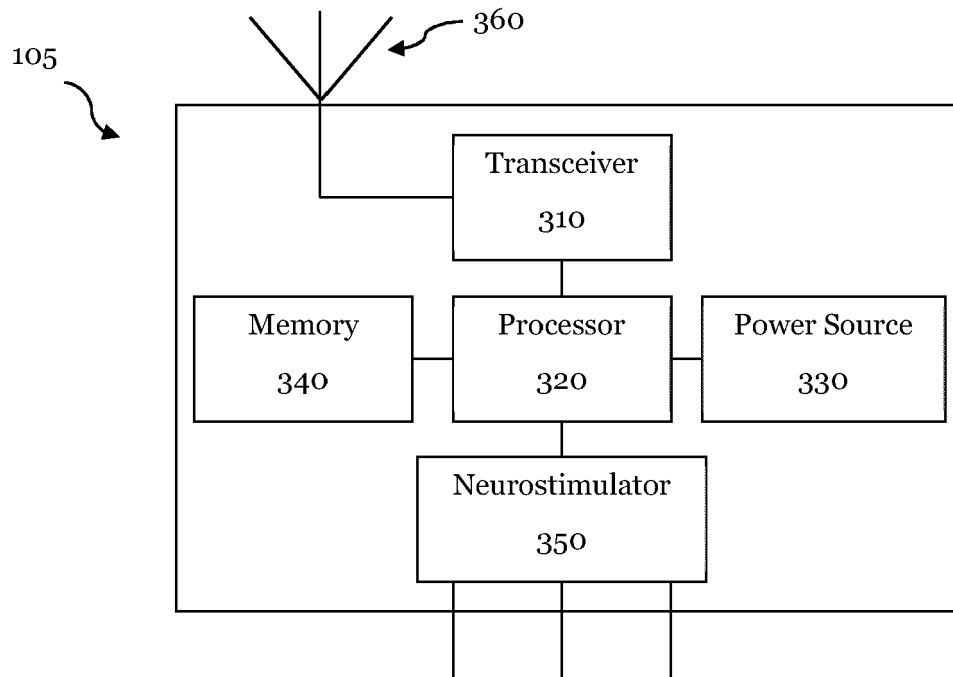 360
105
Transceiver
310
Memory
340
Processor
320
Power Source
330
Neurostimulator
350